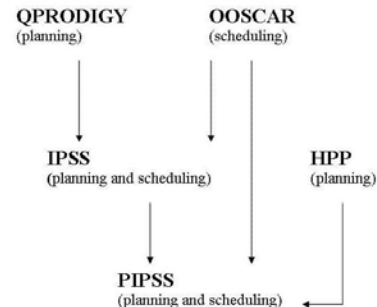 QPRODIGY OOSCAR
(planning) (scheduling)
IPSS HPP
(planning and scheduling) (planning)
PIPSS
(planning and scheduling)